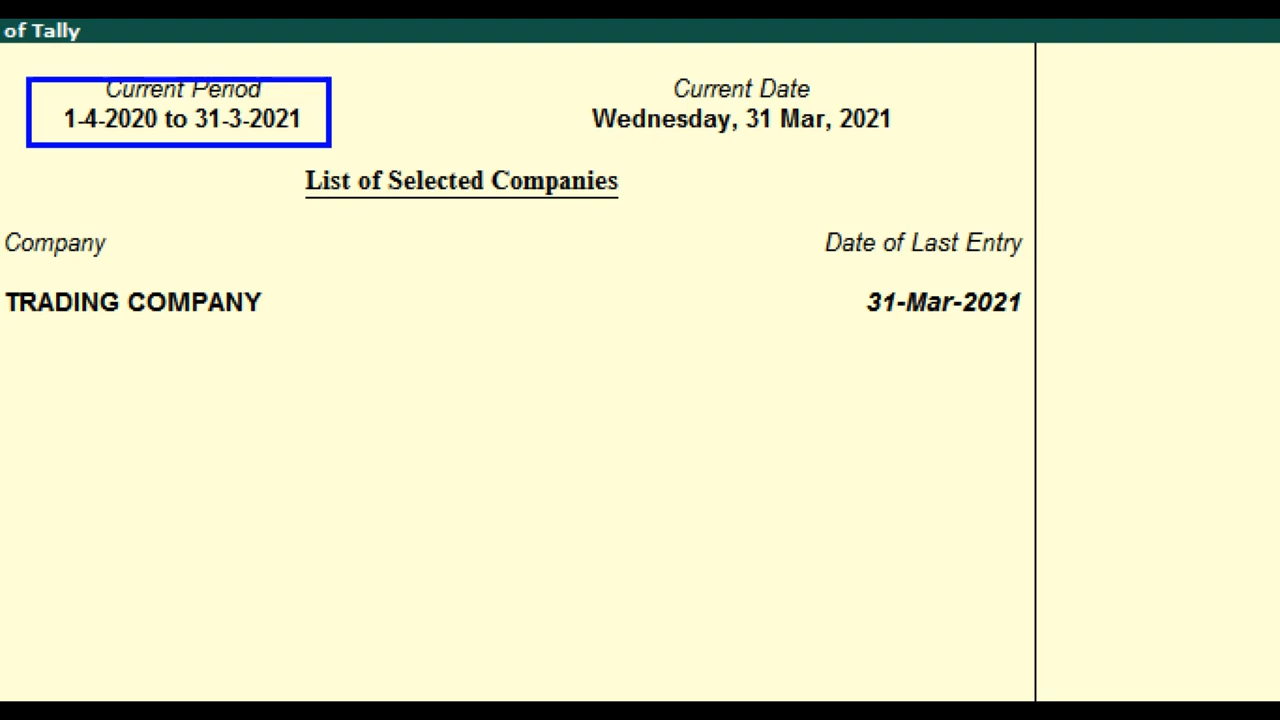 of Tally
Current Period
Current Date
1-4-2020 to 31-3-2021
Wednesday, 31 Mar, 2021
List of Selected Companies
Company
Date of Last Entry
TRADING COMPANY
31-Mar-2021